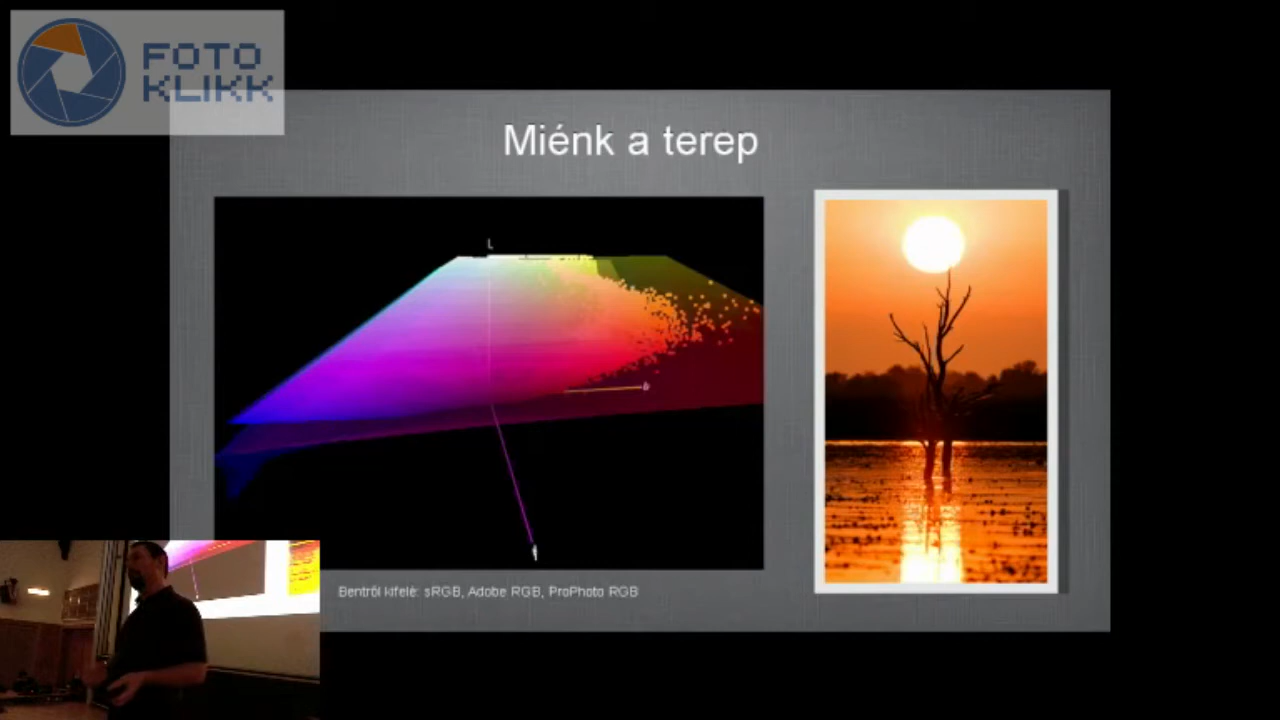 FOTO
KLIKK
Miénk a terep
L
Bentről kifelé: sRGB, Adobe RGB, ProPhoto RGB